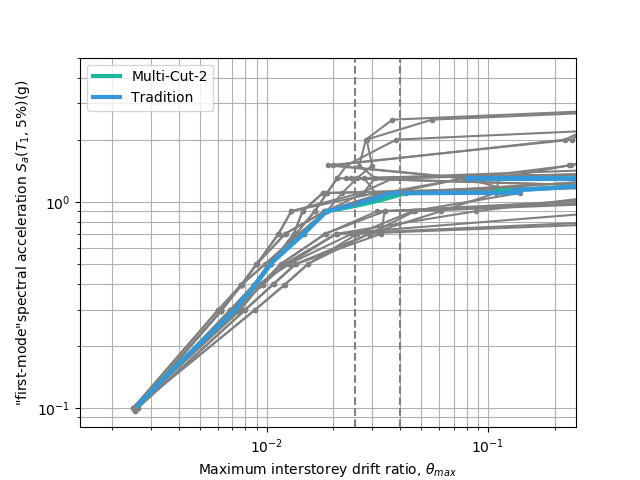 Multi-Cut-2
Tradition
10⁰
10⁻¹
10⁻²
10⁻¹
"first-mode"spectral acceleration Sₐ(T₁, 5%)(g)
Maximum interstorey drift ratio, θₘₐₓ